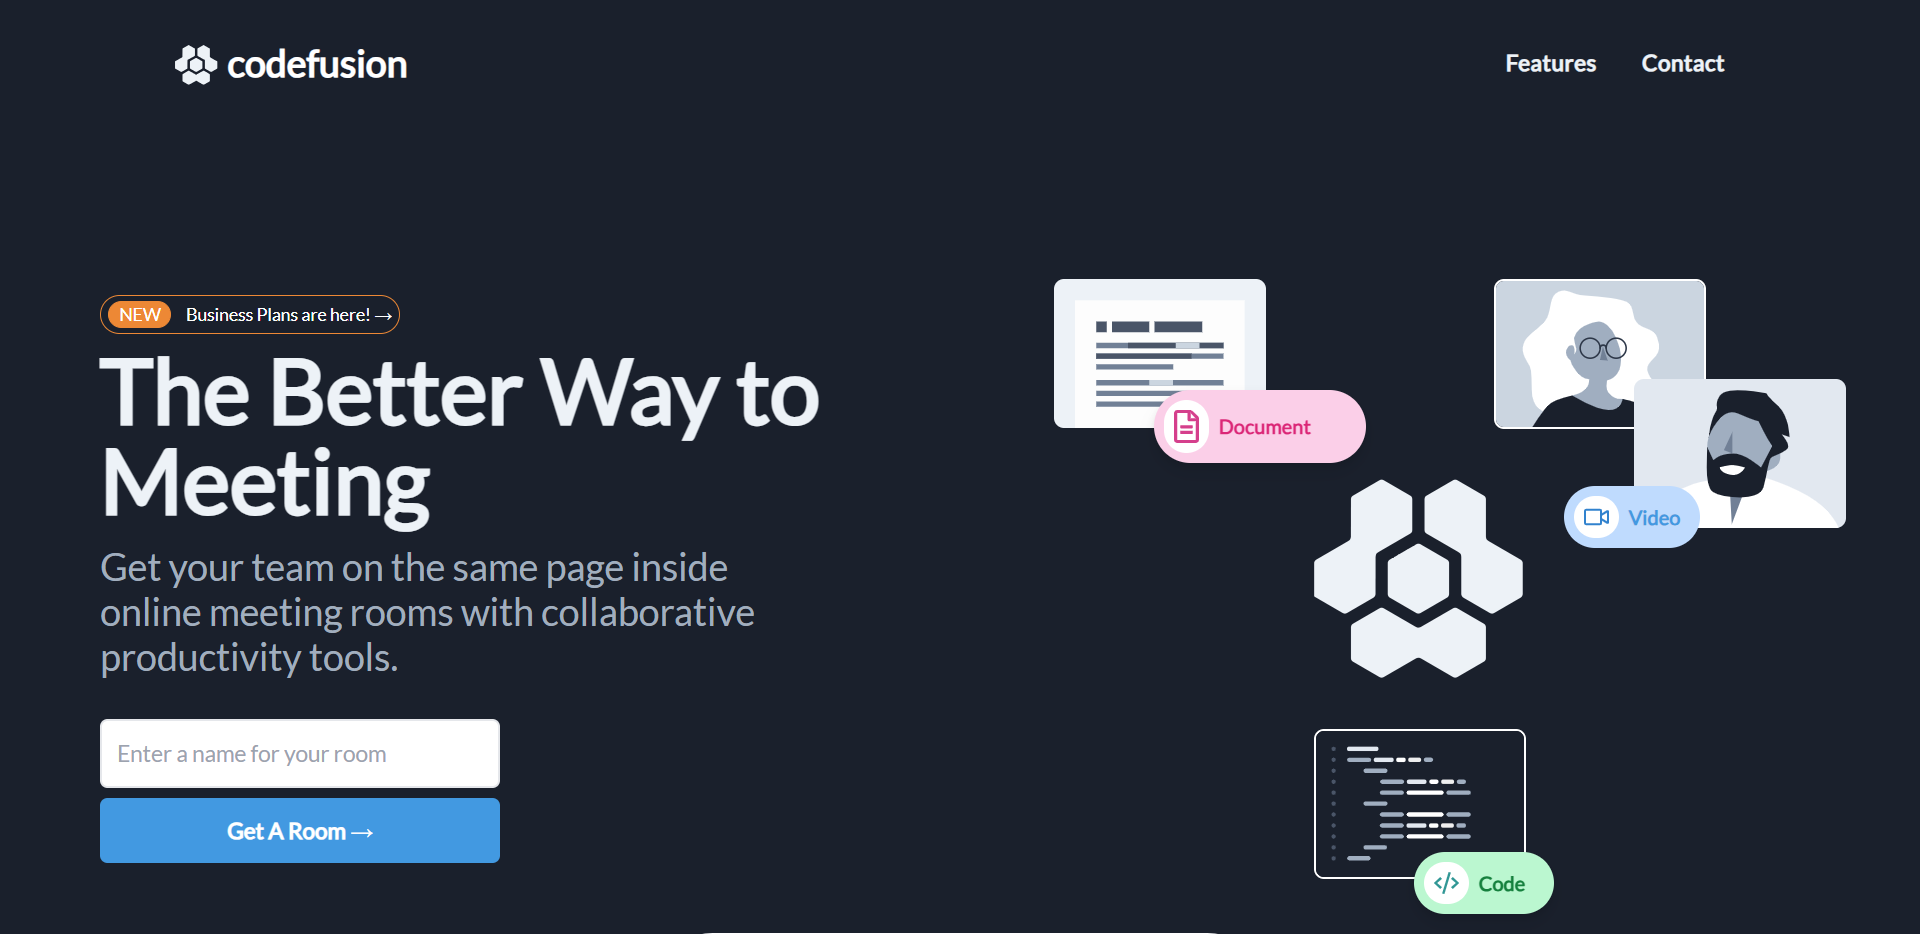 codefusion
Features
Contact
NEW Business Plans are here! →
The Better Way to
Meeting
Get your team on the same page inside
online meeting rooms with collaborative
productivity tools.
Enter a name for your room
Get A Room →
Document
Video
</> Code